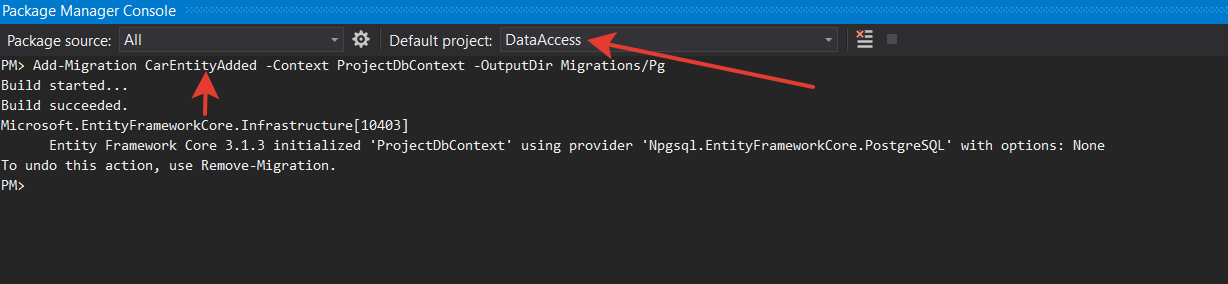 Package Manager Console
Package source: All Default project: DataAccess
PM> Add-Migration CarEntityAdded -Context ProjectDbContext -OutputDir Migrations/Pg
Build started...
Build succeeded.
Microsoft.EntityFrameworkCore.Infrastructure[10403]
Entity Framework Core 3.1.3 initialized 'ProjectDbContext' using provider 'Npgsql.EntityFrameworkCore.PostgreSQL' with options: None
To undo this action, use Remove-Migration.
PM>